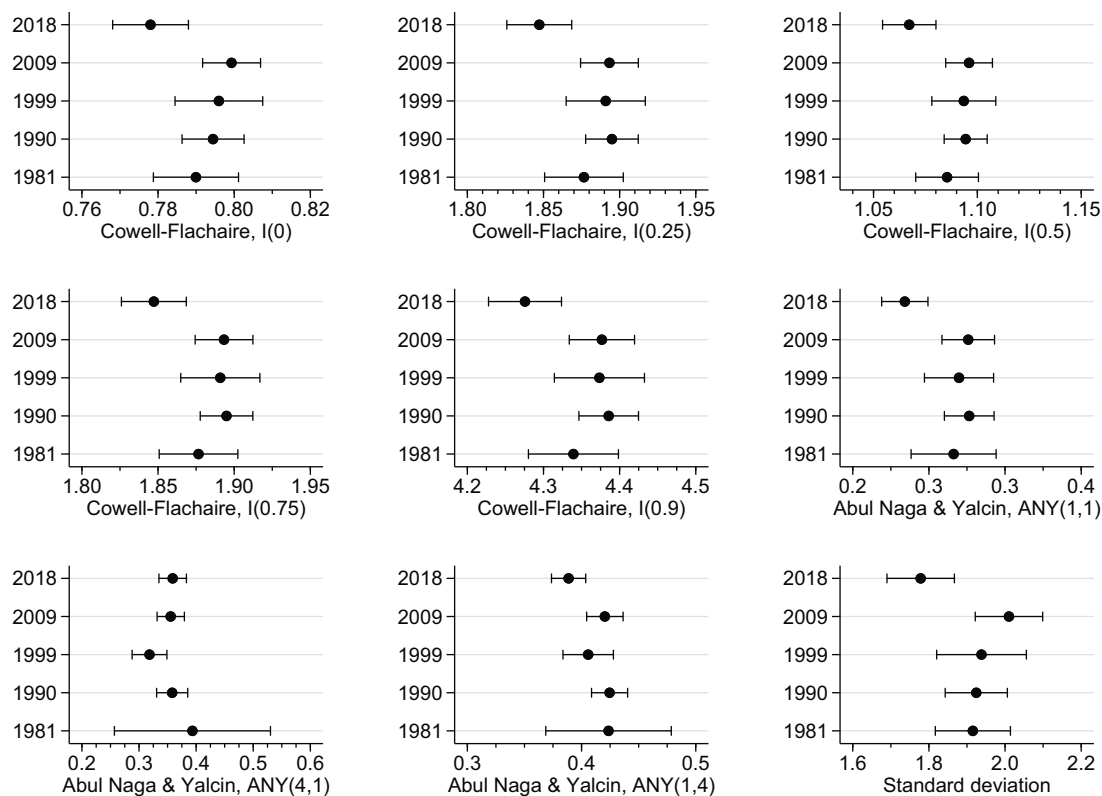 2018
2009
1999
1990
1981
0.76 0.78 0.80 0.82
Cowell-Flachaire, I(0)
2018
2009
1999
1990
1981
1.80 1.85 1.90 1.95
Cowell-Flachaire, I(0.25)
2018
2009
1999
1990
1981
1.05 1.10 1.15
Cowell-Flachaire, I(0.5)
2018
2009
1999
1990
1981
1.80 1.85 1.90 1.95
Cowell-Flachaire, I(0.75)
2018
2009
1999
1990
1981
4.2 4.3 4.4 4.5
Cowell-Flachaire, I(0.9)
2018
2009
1999
1990
1981
0.2 0.3 0.3 0.4
Abul Naga & Yalcin, ANY(1,1)
2018
2009
1999
1990
1981
0.2 0.3 0.4 0.5 0.6
Abul Naga & Yalcin, ANY(4,1)
2018
2009
1999
1990
1981
0.3 0.4 0.5
Abul Naga & Yalcin, ANY(1,4)
2018
2009
1999
1990
1981
1.6 1.8 2.0 2.2
Standard deviation